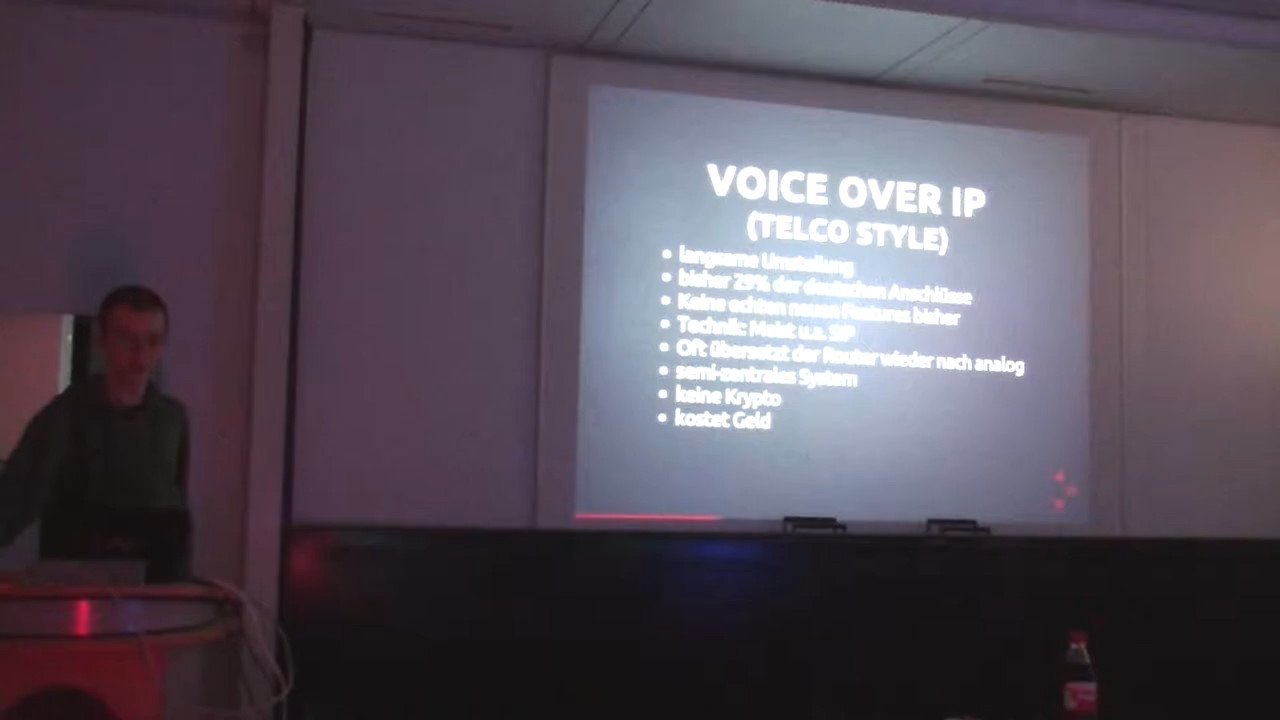 VOICE OVER IP
(TELCO STYLE)
langsame Umstellung
bisher 29% der deutschen Anschlüsse
Keine echten neuen Features bisher
Technik: Meist u.a. SIP
Oft übersetzt der Router wieder nach analog
semi-zentrales System
keine Krypto
kostet Geld